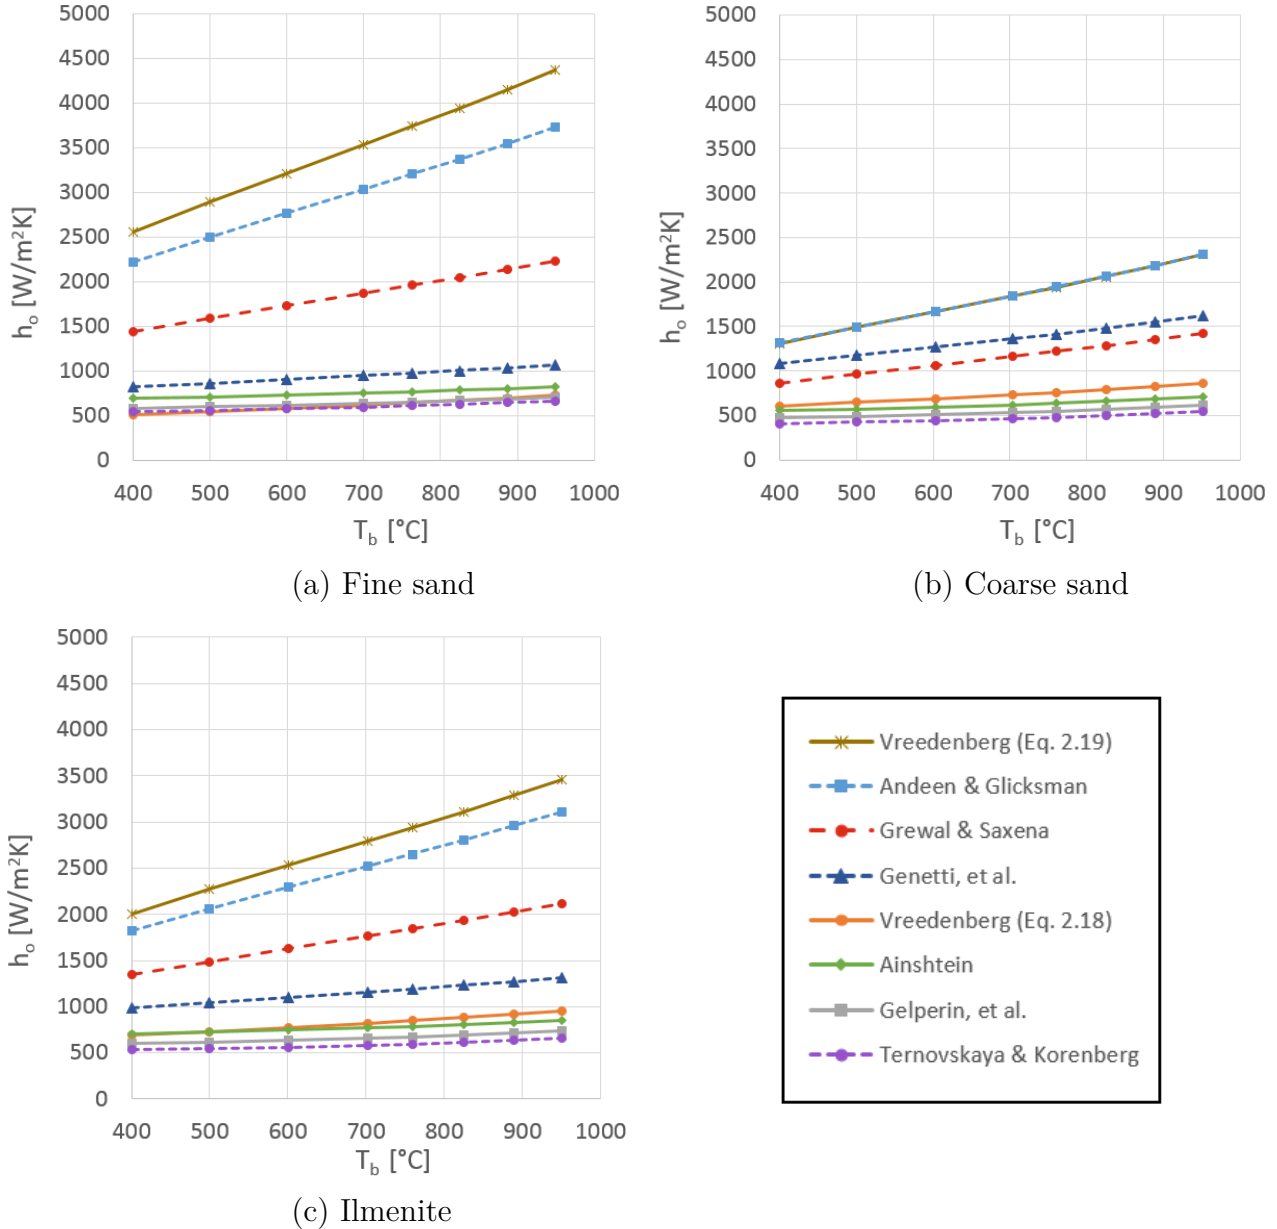 5000
4500
4000
3500
3000
2500
2000
1500
1000
500
0
hₒ [W/m²K]
400 500 600 700 800 900 1000
T_b [°C]
(a) Fine sand
5000
4500
4000
3500
3000
2500
2000
1500
1000
500
0
hₒ [W/m²K]
400 500 600 700 800 900 1000
T_b [°C]
(b) Coarse sand
5000
4500
4000
3500
3000
2500
2000
1500
1000
500
0
hₒ [W/m²K]
400 500 600 700 800 900 1000
T_b [°C]
(c) Ilmenite
Vreedenberg (Eq. 2.19)
Andeen & Glicksman
Grewal & Saxena
Genetti, et al.
Vreedenberg (Eq. 2.18)
Ainshtein
Gelperin, et al.
Ternovskaya & Korenberg